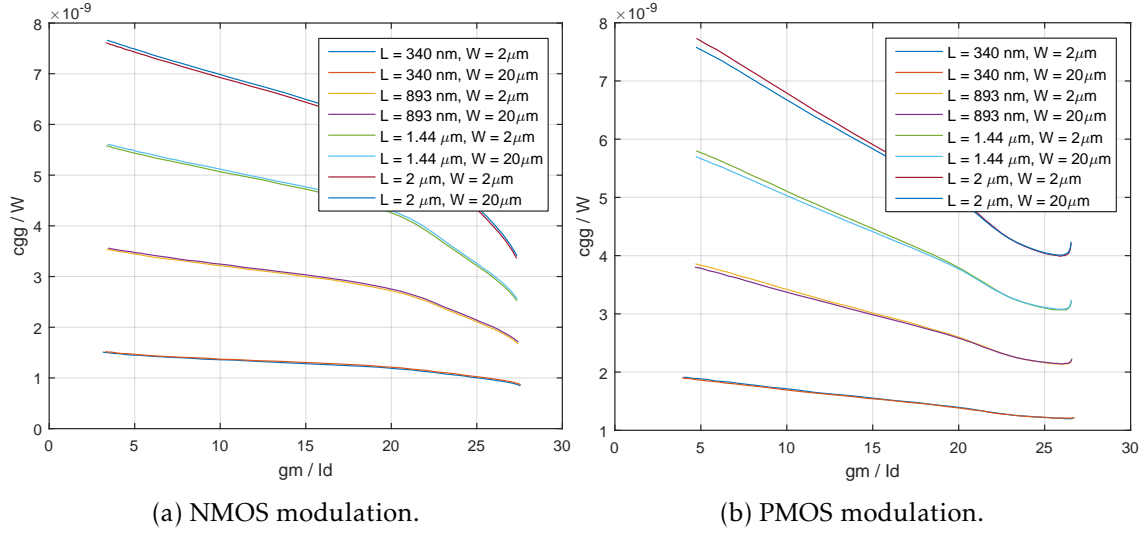 ×10⁻⁹
8
7
6
5
4
3
2
1
0
cgg / W
0 5 10 15 20 25 30
gm / Id
L = 340 nm, W = 2μm
L = 340 nm, W = 20μm
L = 893 nm, W = 2μm
L = 893 nm, W = 20μm
L = 1.44 μm, W = 2μm
L = 1.44 μm, W = 20μm
L = 2 μm, W = 2μm
L = 2 μm, W = 20μm
(a) NMOS modulation.
×10⁻⁹
8
7
6
5
4
3
2
1
cgg / W
0 5 10 15 20 25 30
gm / Id
L = 340 nm, W = 2μm
L = 340 nm, W = 20μm
L = 893 nm, W = 2μm
L = 893 nm, W = 20μm
L = 1.44 μm, W = 2μm
L = 1.44 μm, W = 20μm
L = 2 μm, W = 2μm
L = 2 μm, W = 20μm
(b) PMOS modulation.